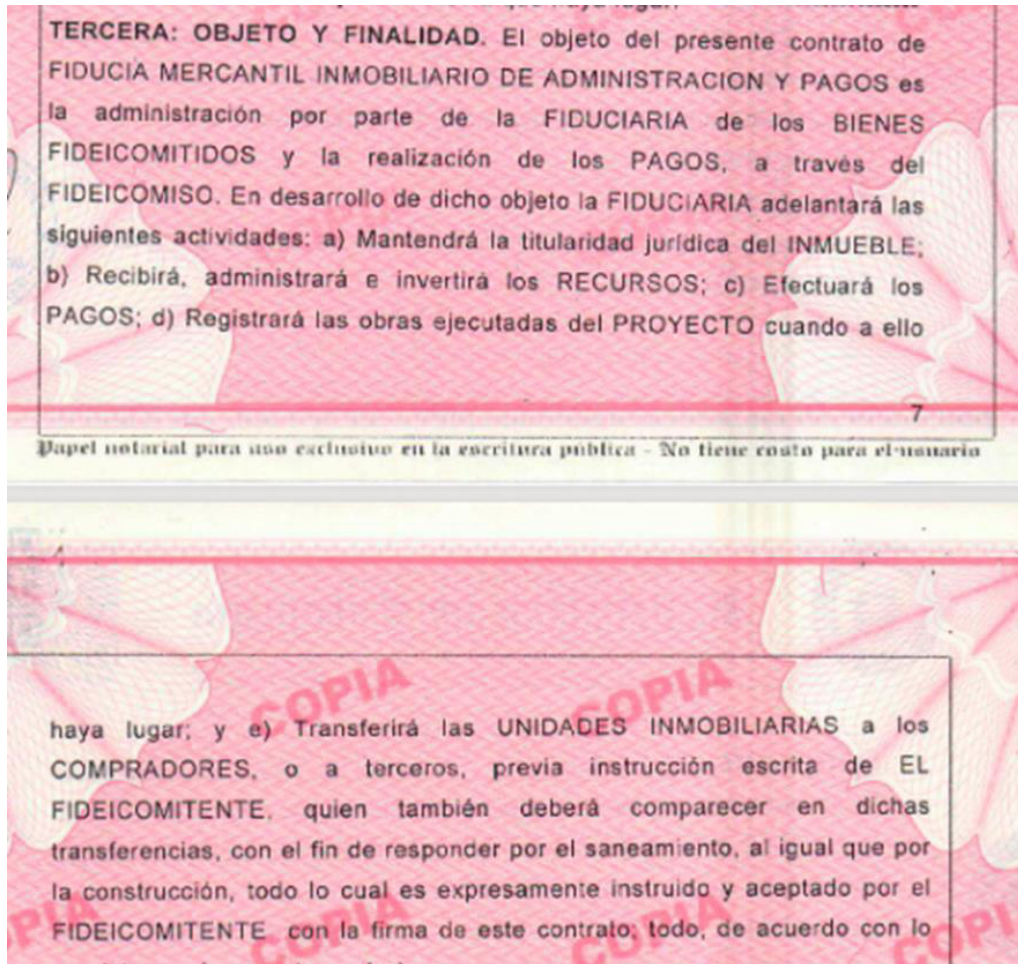 TERCERA: OBJETO Y FINALIDAD. El objeto del presente contrato de
FIDUCIA MERCANTIL INMOBILIARIO DE ADMINISTRACION Y PAGOS es
la administración por parte de la FIDUCIARIA de los BIENES
FIDEICOMITIDOS y la realización de los PAGOS, a través del
FIDEICOMISO. En desarrollo de dicho objeto la FIDUCIARIA adelantará las
siguientes actividades: a) Mantendrá la titularidad jurídica del INMUEBLE;
b) Recibirá, administrará e invertirá los RECURSOS; c) Efectuará los
PAGOS; d) Registrará las obras ejecutadas del PROYECTO cuando a ello
7
Papel notarial para uso exclusivo en la escritura pública - No tiene costo para el usuario
COPIA COPIA
haya lugar; y e) Transferirá las UNIDADES INMOBILIARIAS a los
COMPRADORES, o a terceros, previa instrucción escrita de EL
FIDEICOMITENTE, quien también deberá comparecer en dichas
transferencias, con el fin de responder por el saneamiento, al igual que por
la construcción, todo lo cual es expresamente instruido y aceptado por el
FIDEICOMITENTE con la firma de este contrato; todo, de acuerdo con lo
COPIA COPIA